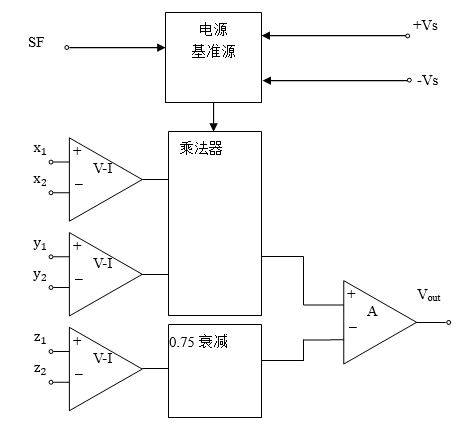 电源
基准源
SF
+Vs
-Vs
乘法器
x1
+
V-I
x2
−
y1
+
V-I
y2
−
z1
+
V-I
z2
−
0.75 衰减
+
A
−
Vout